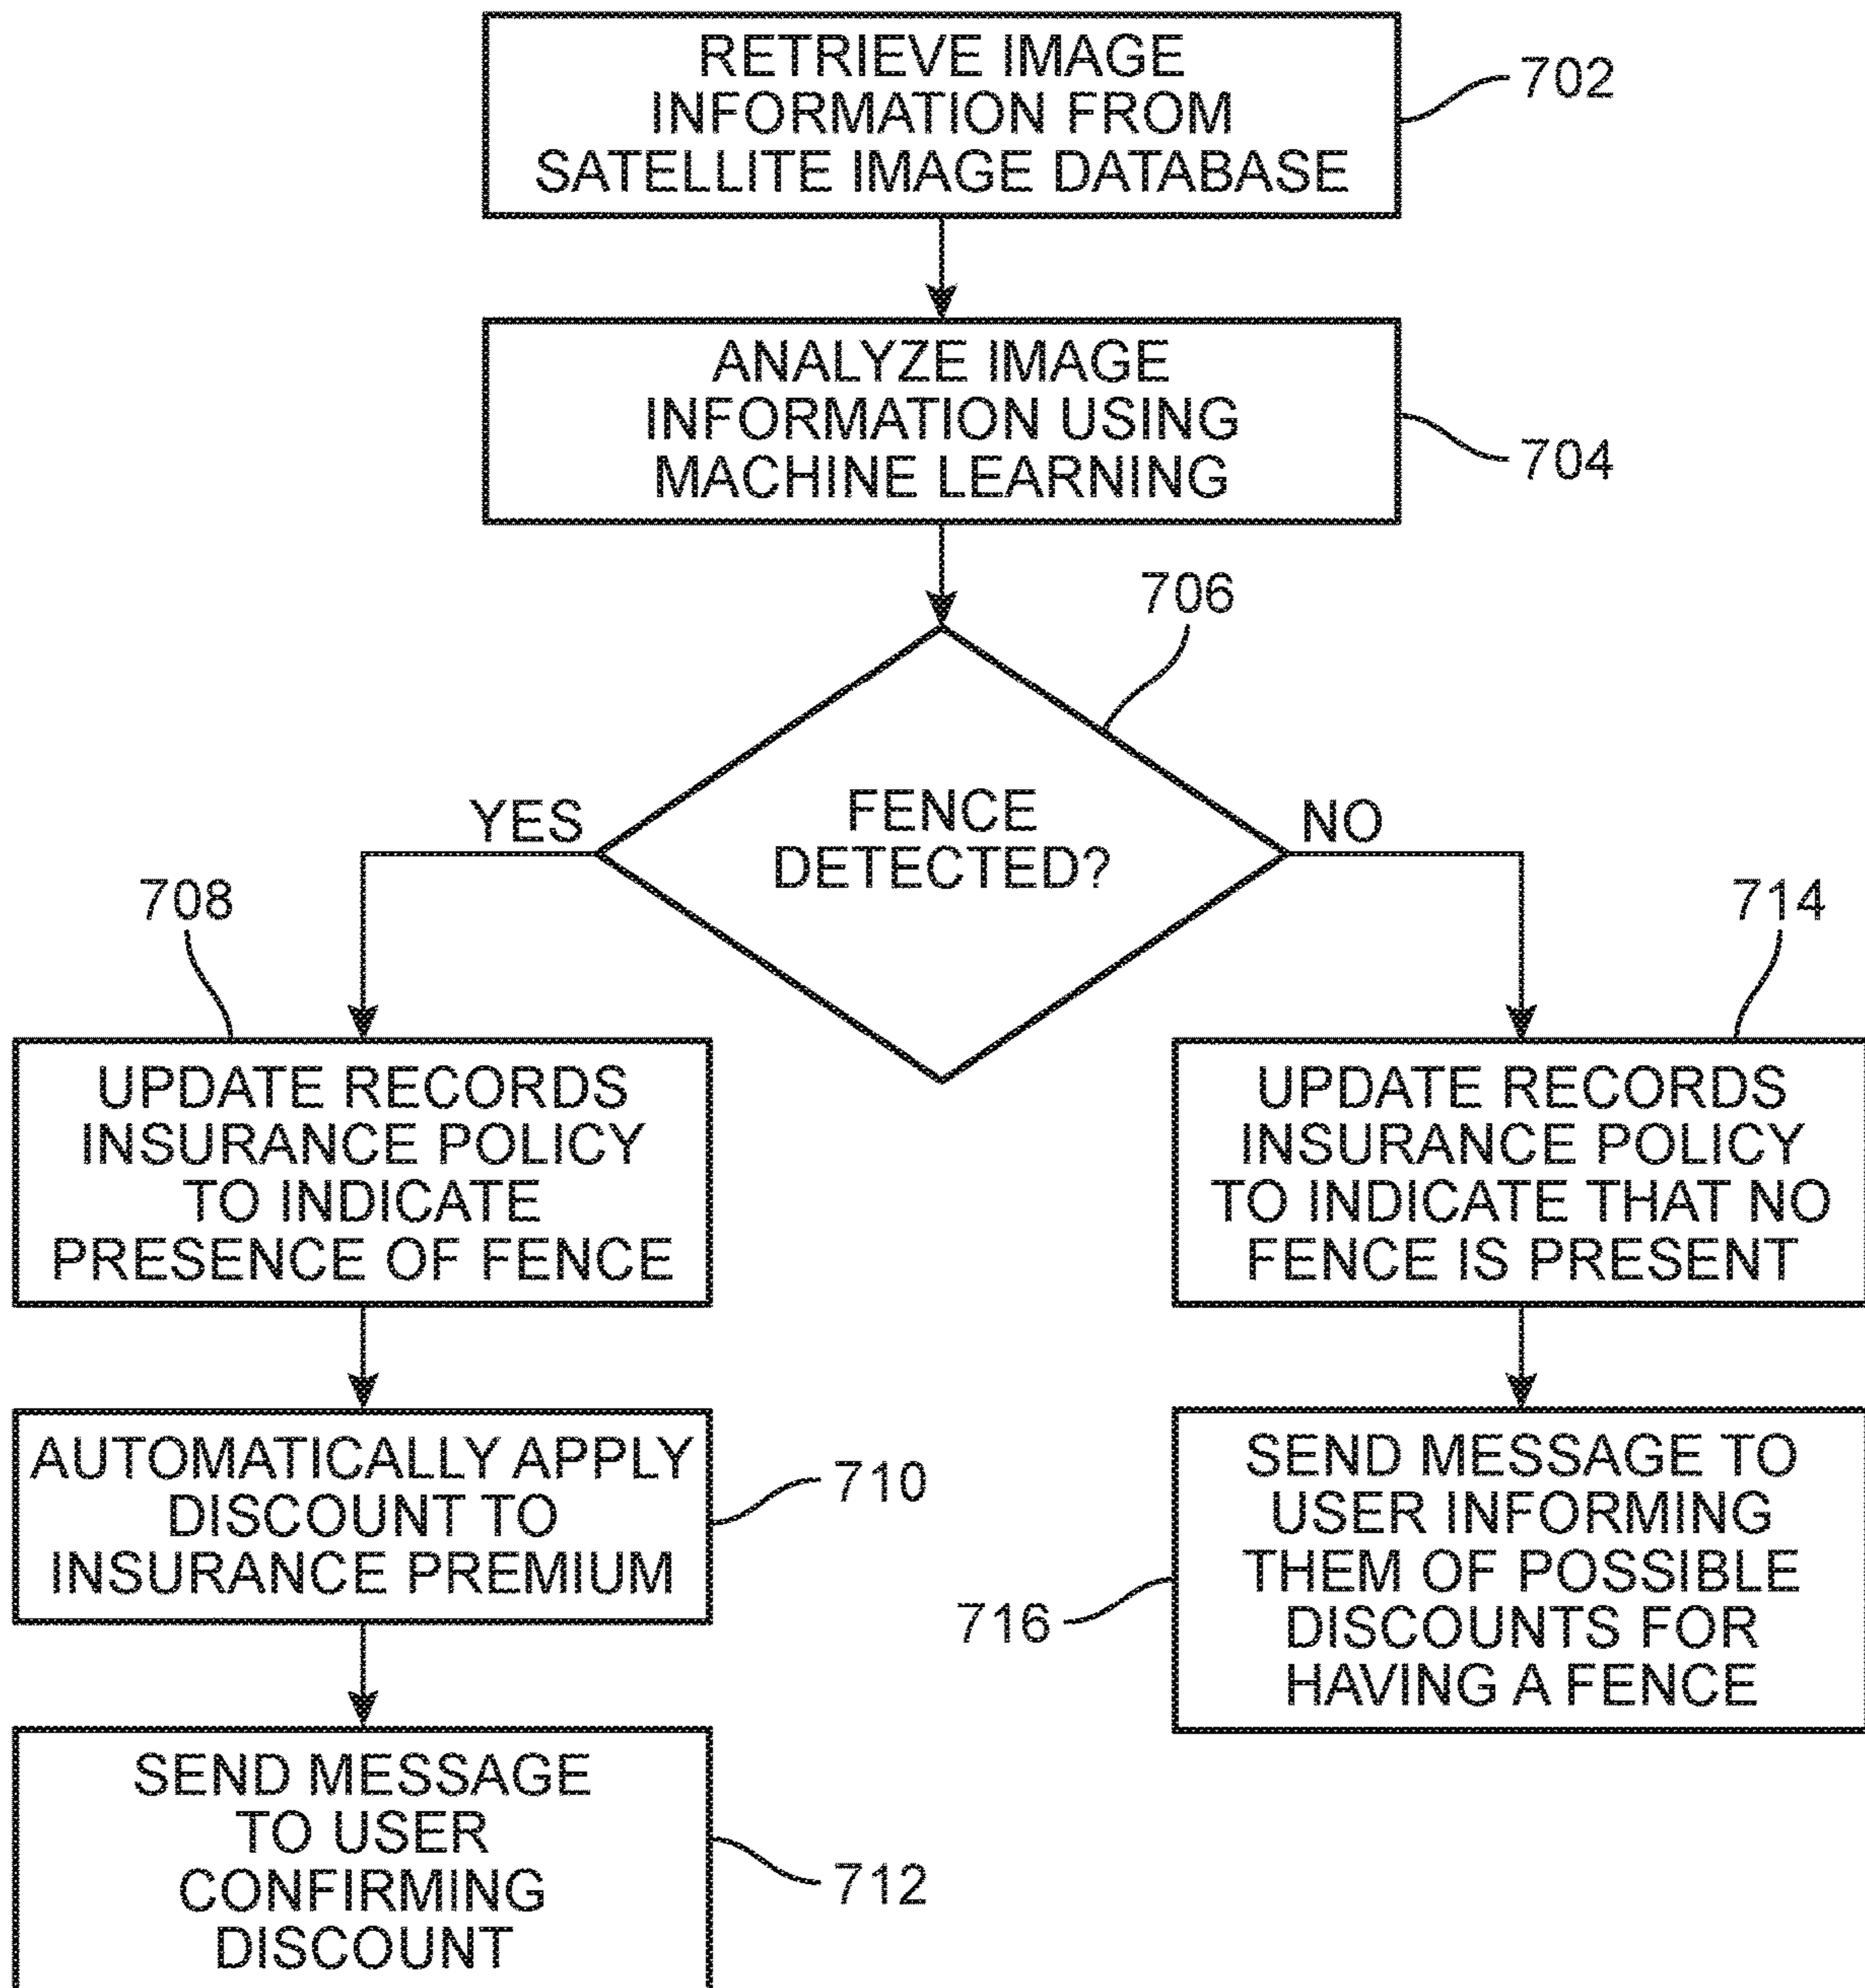 RETRIEVE IMAGE
INFORMATION FROM
SATELLITE IMAGE DATABASE
702
ANALYZE IMAGE
INFORMATION USING
MACHINE LEARNING
704
706
FENCE
DETECTED?
YES
NO
708
UPDATE RECORDS
INSURANCE POLICY
TO INDICATE
PRESENCE OF FENCE
AUTOMATICALLY APPLY
DISCOUNT TO
INSURANCE PREMIUM
710
SEND MESSAGE
TO USER
CONFIRMING
DISCOUNT
712
714
UPDATE RECORDS
INSURANCE POLICY
TO INDICATE THAT NO
FENCE IS PRESENT
SEND MESSAGE TO
USER INFORMING
THEM OF POSSIBLE
DISCOUNTS FOR
HAVING A FENCE
716